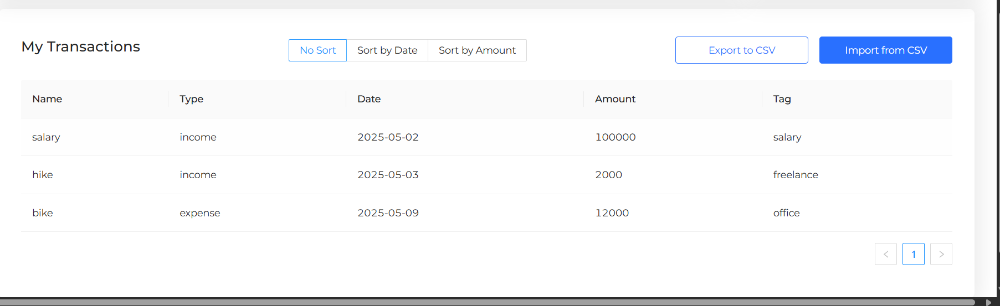 My Transactions
No Sort Sort by Date Sort by Amount
Export to CSV Import from CSV
Name Type Date Amount Tag
salary income 2025-05-02 100000 salary
hike income 2025-05-03 2000 freelance
bike expense 2025-05-09 12000 office
< 1 >